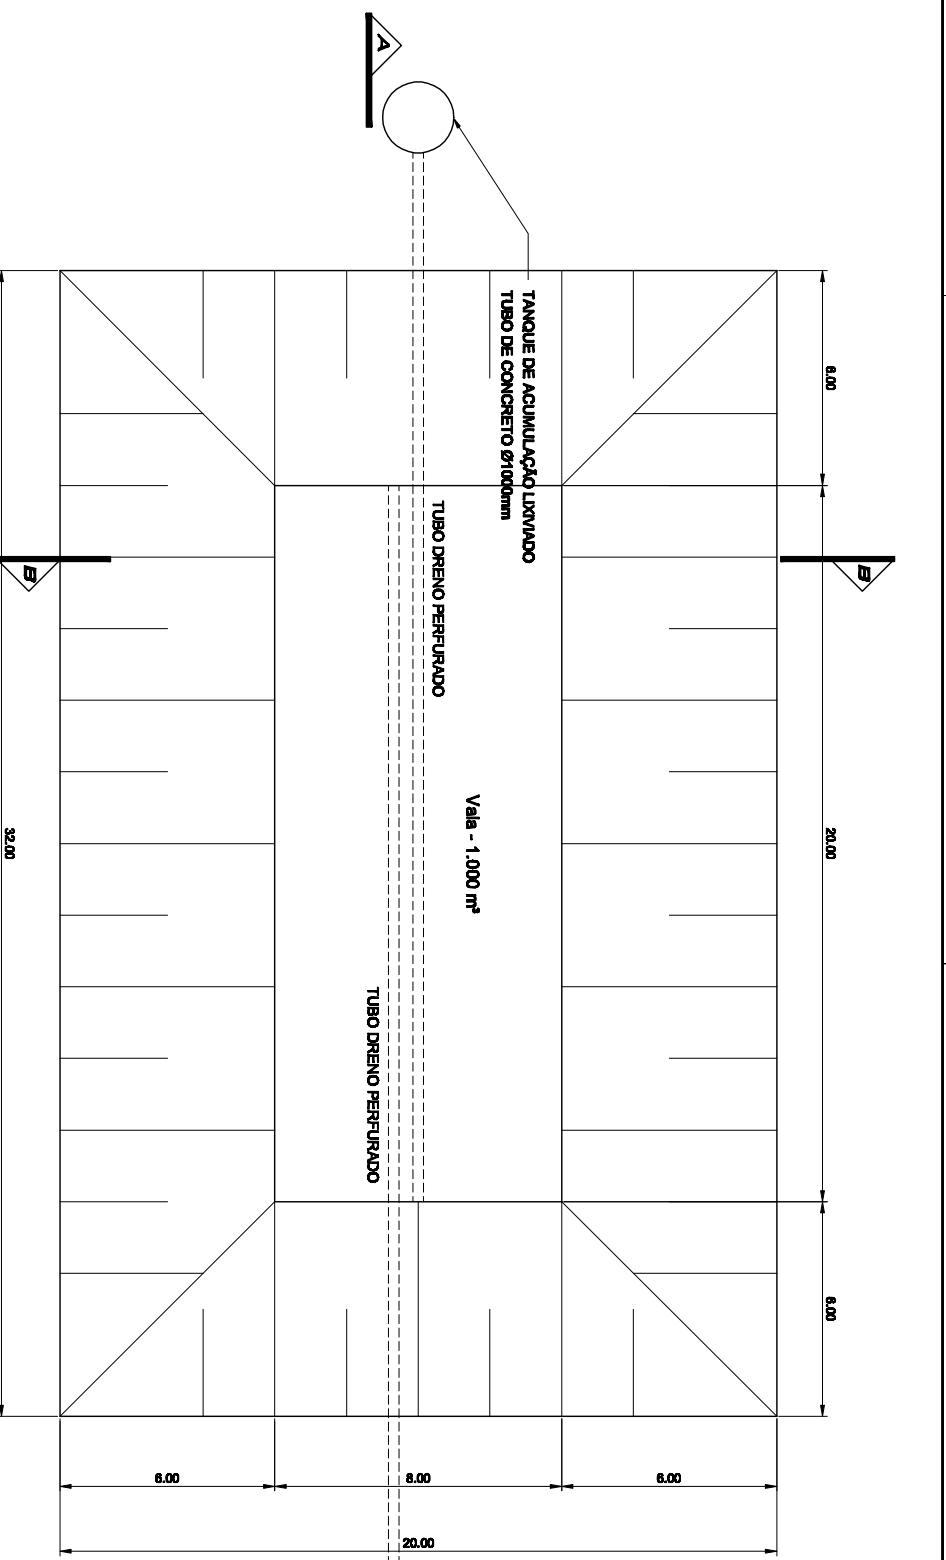 A
TANQUE DE ACUMULAÇÃO LIXIVIADO
TUBO DE CONCRETO Ø1000mm
6.00
TUBO DRENO PERFURADO
B
B
20.00
Vala - 1.000 m³
32.00
TUBO DRENO PERFURADO
6.00
6.00
8.00
6.00
20.00